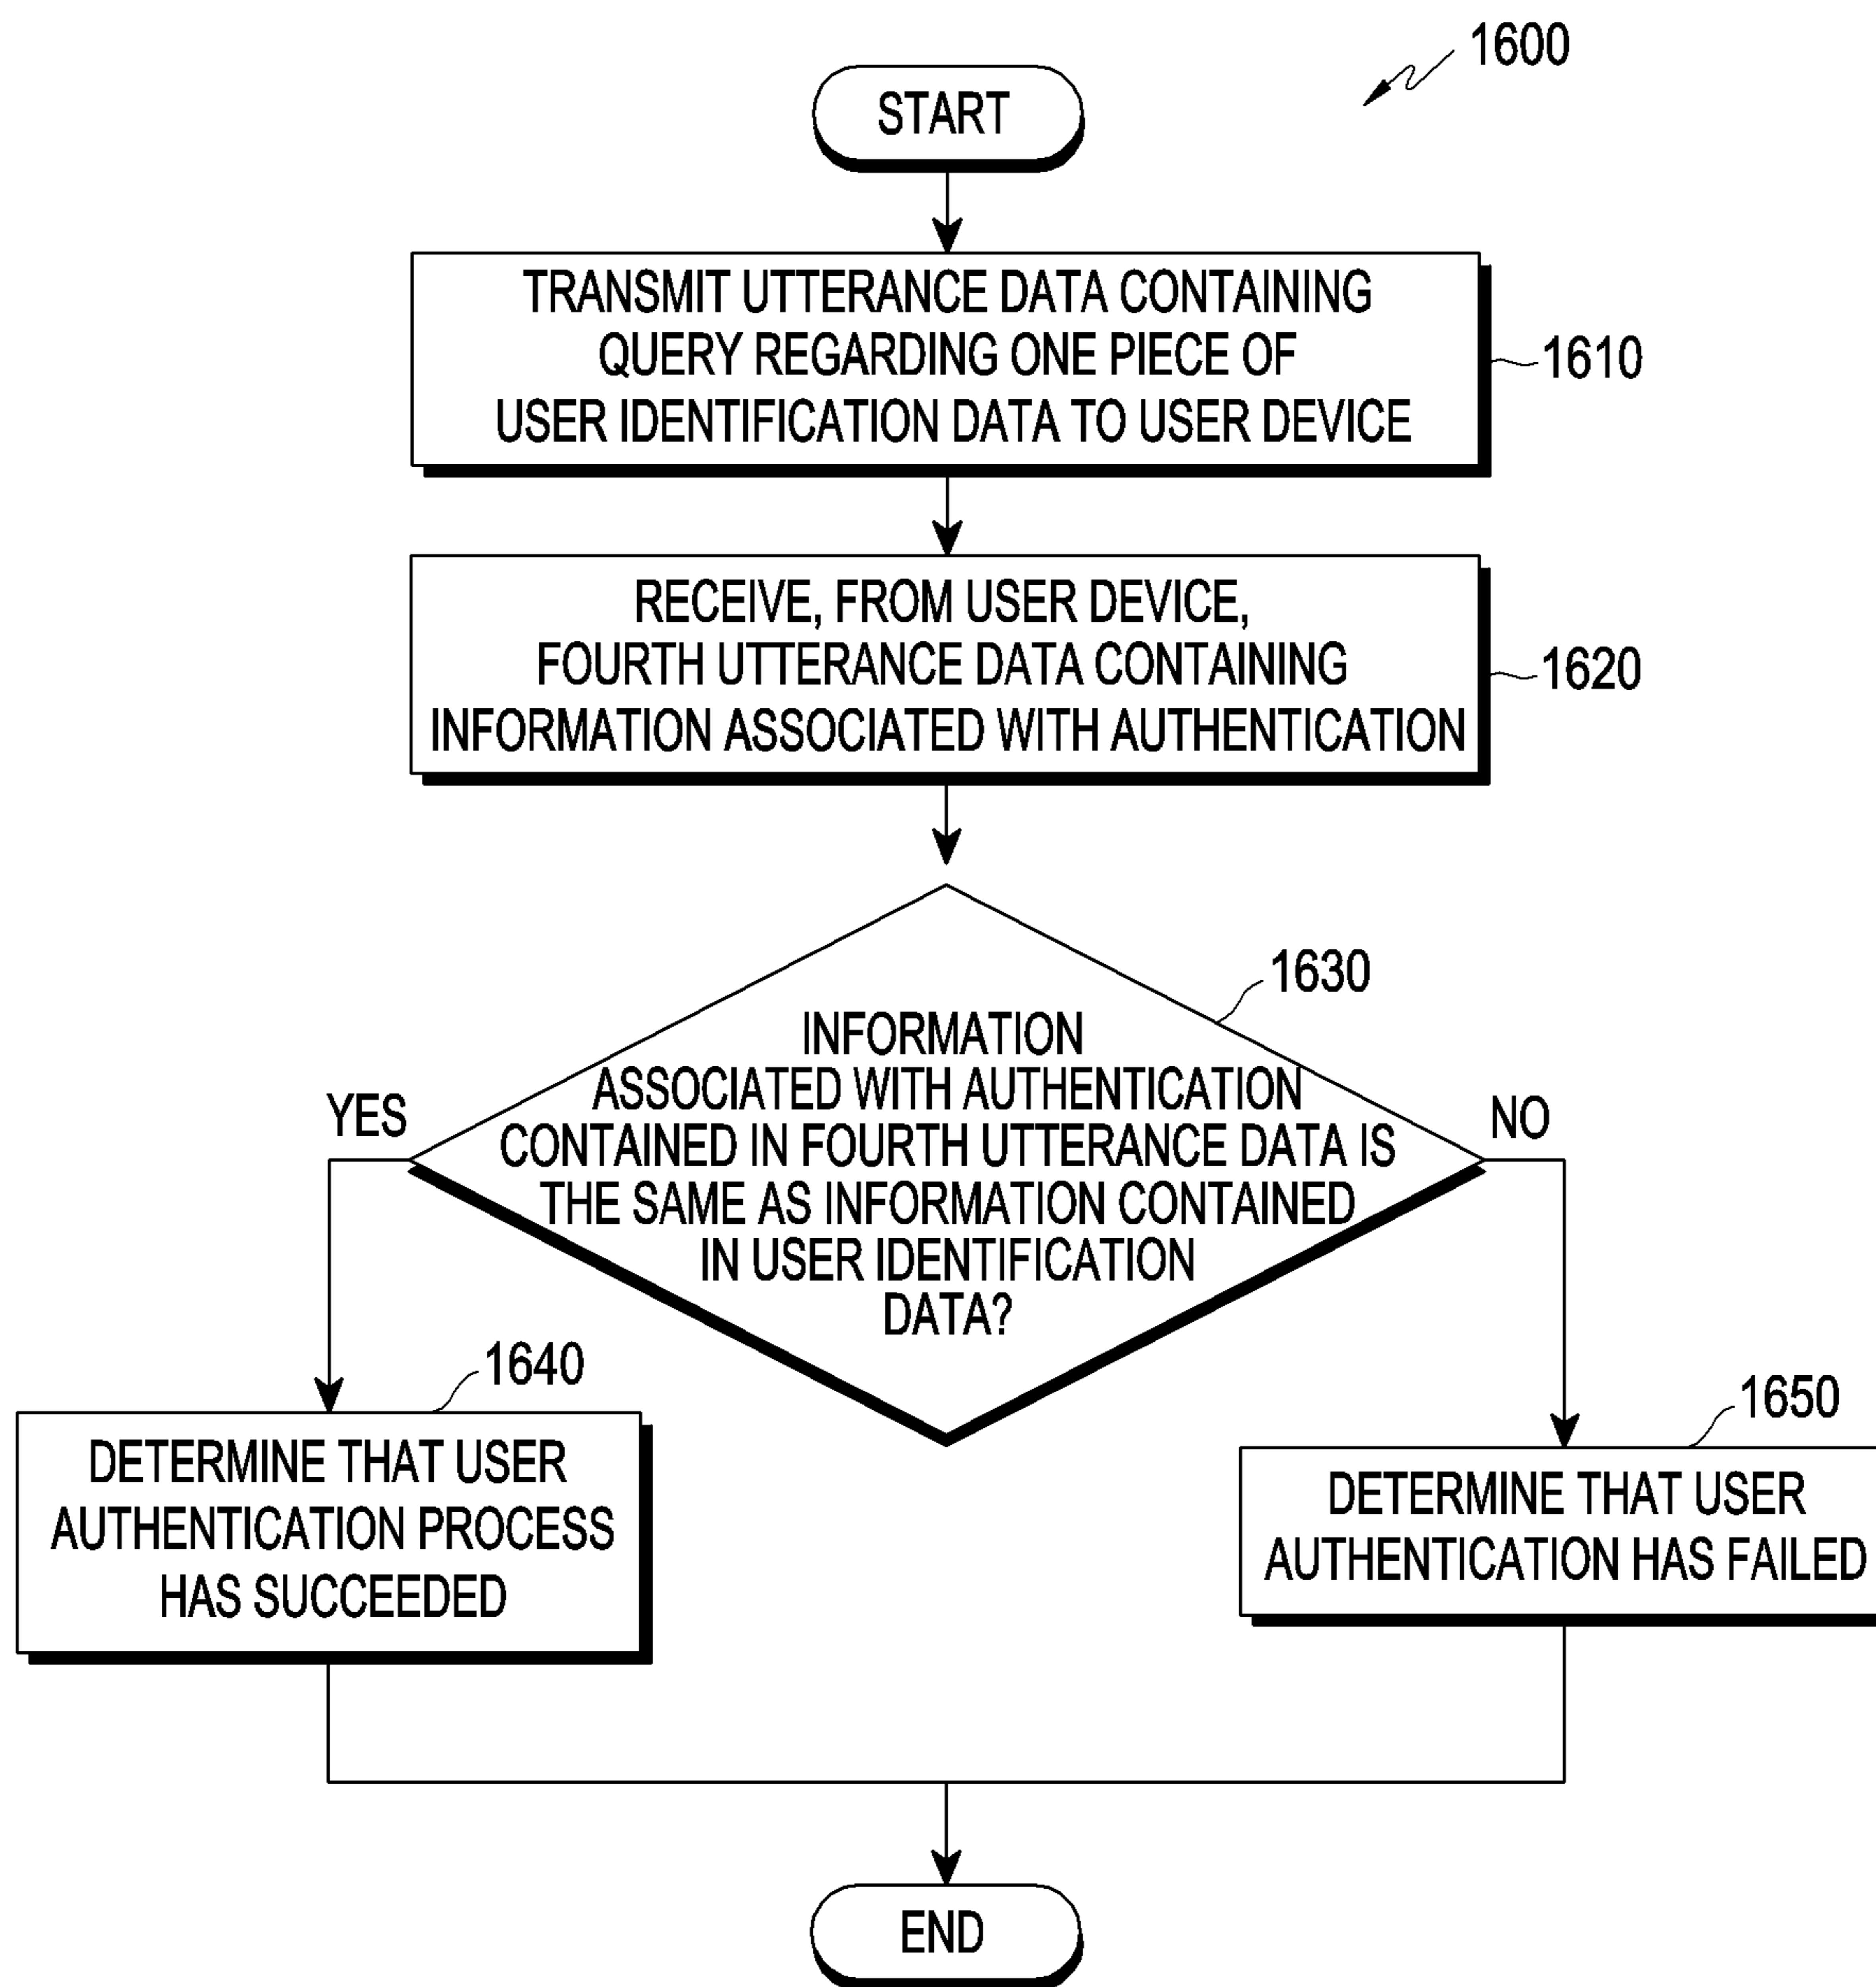 1600
START
TRANSMIT UTTERANCE DATA CONTAINING
QUERY REGARDING ONE PIECE OF
USER IDENTIFICATION DATA TO USER DEVICE
1610
RECEIVE, FROM USER DEVICE,
FOURTH UTTERANCE DATA CONTAINING
INFORMATION ASSOCIATED WITH AUTHENTICATION
1620
1630
INFORMATION
ASSOCIATED WITH AUTHENTICATION
CONTAINED IN FOURTH UTTERANCE DATA IS
THE SAME AS INFORMATION CONTAINED
IN USER IDENTIFICATION
DATA?
YES
NO
1640
DETERMINE THAT USER
AUTHENTICATION PROCESS
HAS SUCCEEDED
1650
DETERMINE THAT USER
AUTHENTICATION HAS FAILED
END